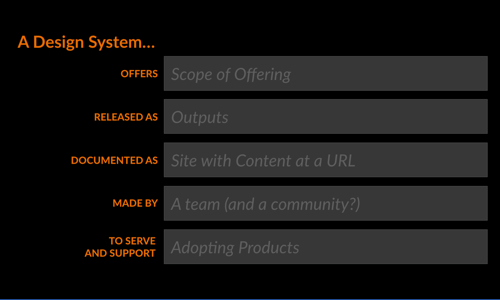 A Design System...
OFFERS Scope of Offering
RELEASED AS Outputs
DOCUMENTED AS Site with Content at a URL
MADE BY A team (and a community?)
TO SERVE
AND SUPPORT Adopting Products